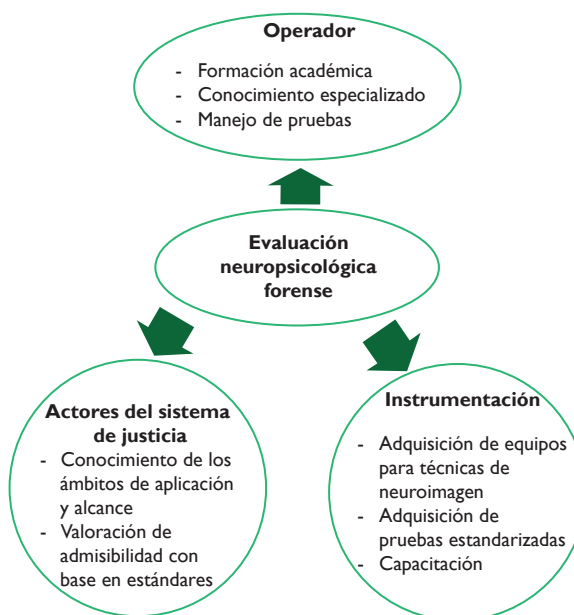 Operador
- Formación académica
- Conocimiento especializado
- Manejo de pruebas
Evaluación
neuropsicológica
forense
Actores del sistema
de justicia
- Conocimiento de los
ámbitos de aplicación
y alcance
- Valoración de
admisibilidad con
base en estándares
Instrumentación
- Adquisición de equipos
para técnicas de
neuroimagen
- Adquisición de
pruebas estandarizadas
- Capacitación